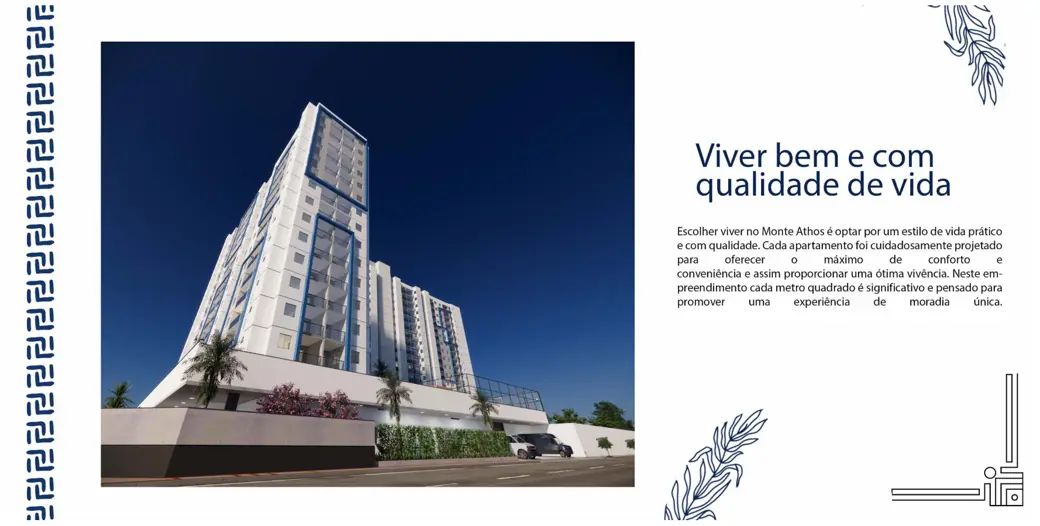 Viver bem e com
qualidade de vida
Escolher viver no Monte Athos é optar por um estilo de vida prático
e com qualidade. Cada apartamento foi cuidadosamente projetado
para oferecer o máximo de conforto e
conveniência e assim proporcionar uma ótima vivência. Neste em-
preendimento cada metro quadrado é significativo e pensado para
promover uma experiência de moradia única.